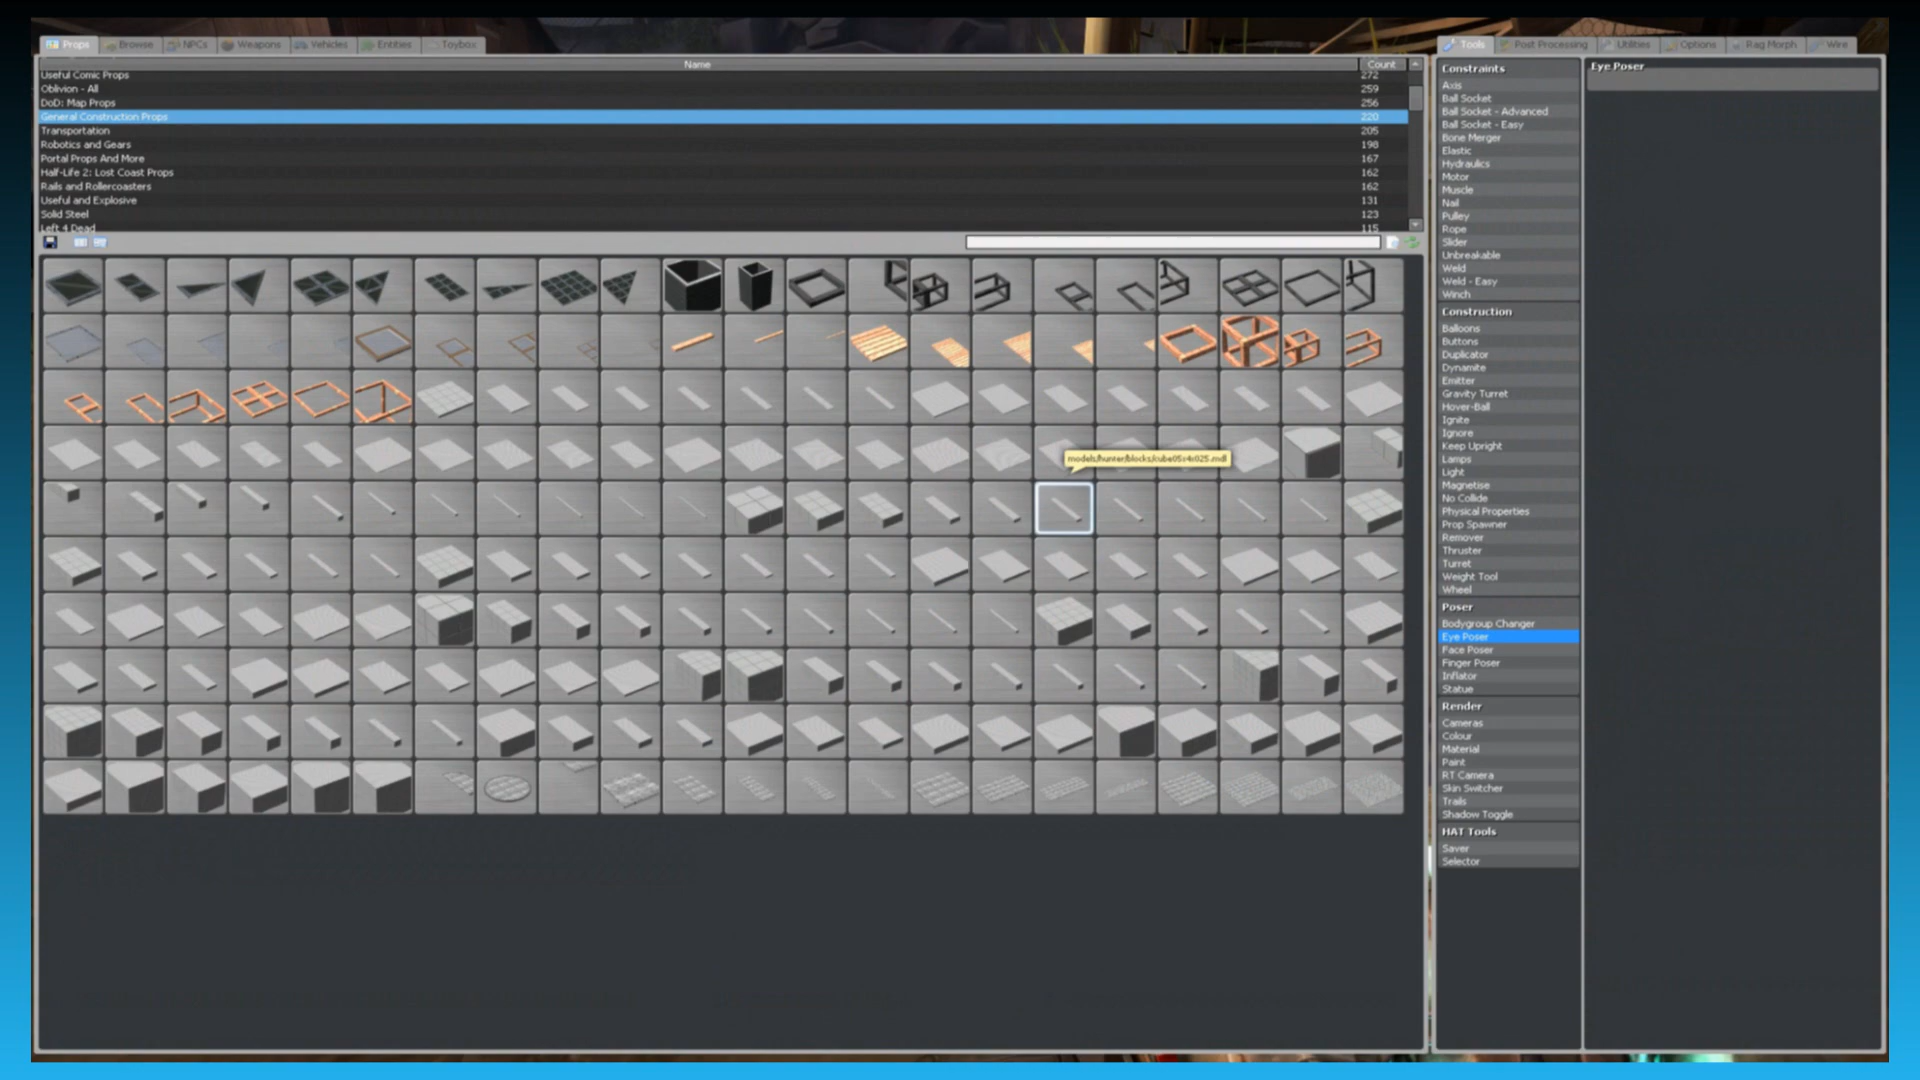 Props Browse NPCs Weapons Vehicles Entities Toybox
Name Count
Useful Comic Props 272
Oblivion - All 259
DoD: Map Props 256
General Construction Props 220
Transportation 205
Robotics and Gears 198
Portal Props And More 167
Half-Life 2: Lost Coast Props 162
Rails and Rollercoasters 162
Useful and Explosive 131
Solid Steel 123
Left 4 Dead 115
models/hunter/blocks/cube05x4x025.mdl
Tools Post Processing Utilities Options Rag Morph Wire
Constraints
Axis
Ball Socket
Ball Socket - Advanced
Ball Socket - Easy
Bone Merger
Elastic
Hydraulics
Motor
Muscle
Nail
Pulley
Rope
Slider
Unbreakable
Weld
Weld - Easy
Winch
Construction
Balloons
Buttons
Duplicator
Dynamite
Emitter
Gravity Turret
Hover-Ball
Ignite
Ignore
Keep Upright
Lamps
Light
Magnetise
No Collide
Physical Properties
Prop Spawner
Remover
Thruster
Turret
Weight Tool
Wheel
Poser
Bodygroup Changer
Eye Poser
Face Poser
Finger Poser
Inflator
Statue
Render
Cameras
Colour
Material
Paint
RT Camera
Skin Switcher
Trails
Shadow Toggle
HAT Tools
Saver
Selector
Eye Poser